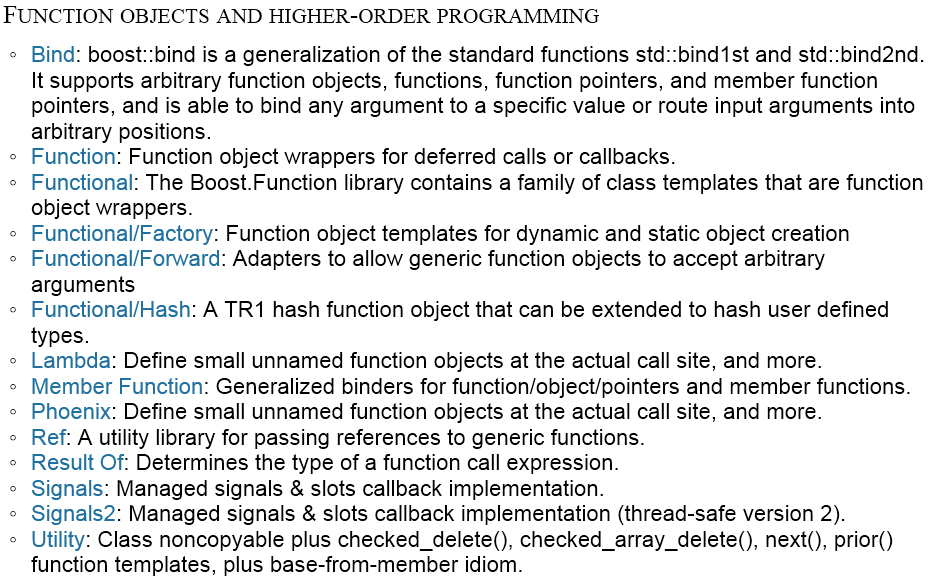 FUNCTION OBJECTS AND HIGHER-ORDER PROGRAMMING
◦ Bind: boost::bind is a generalization of the standard functions std::bind1st and std::bind2nd.
It supports arbitrary function objects, functions, function pointers, and member function
pointers, and is able to bind any argument to a specific value or route input arguments into
arbitrary positions.
◦ Function: Function object wrappers for deferred calls or callbacks.
◦ Functional: The Boost.Function library contains a family of class templates that are function
object wrappers.
◦ Functional/Factory: Function object templates for dynamic and static object creation
◦ Functional/Forward: Adapters to allow generic function objects to accept arbitrary
arguments
◦ Functional/Hash: A TR1 hash function object that can be extended to hash user defined
types.
◦ Lambda: Define small unnamed function objects at the actual call site, and more.
◦ Member Function: Generalized binders for function/object/pointers and member functions.
◦ Phoenix: Define small unnamed function objects at the actual call site, and more.
◦ Ref: A utility library for passing references to generic functions.
◦ Result Of: Determines the type of a function call expression.
◦ Signals: Managed signals & slots callback implementation.
◦ Signals2: Managed signals & slots callback implementation (thread-safe version 2).
◦ Utility: Class noncopyable plus checked_delete(), checked_array_delete(), next(), prior()
function templates, plus base-from-member idiom.